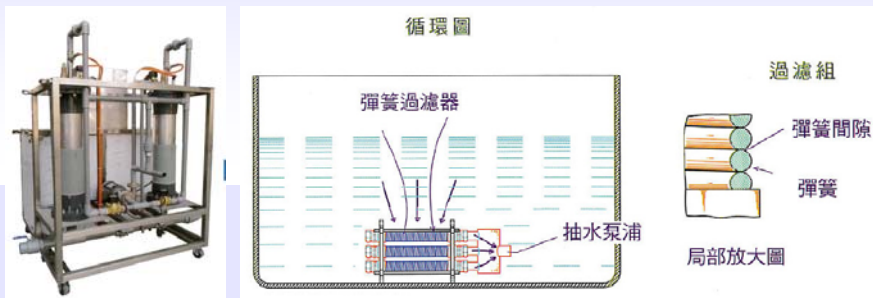 循環圖
彈簧過濾器
抽水泵浦
過濾組
彈簧間隙
彈簧
局部放大圖